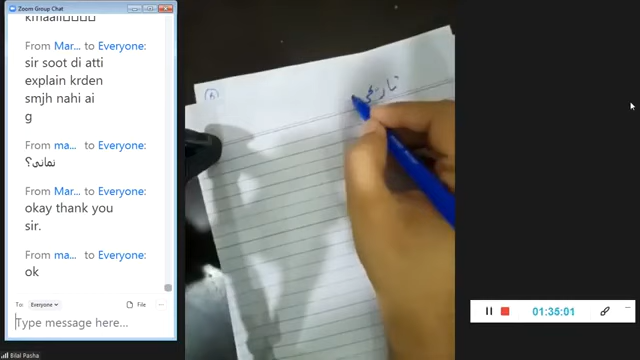 Zoom Group Chat
kmaall
From Mar... to Everyone:
sir soot di atti
explain krden
smjh nahi ai
g
From ma... to Everyone:
نمائی؟
From Mar... to Everyone:
okay thank you
sir.
From ma... to Everyone:
ok
To: Everyone
File
Type message here...
Bilal Pasha
01:35:01